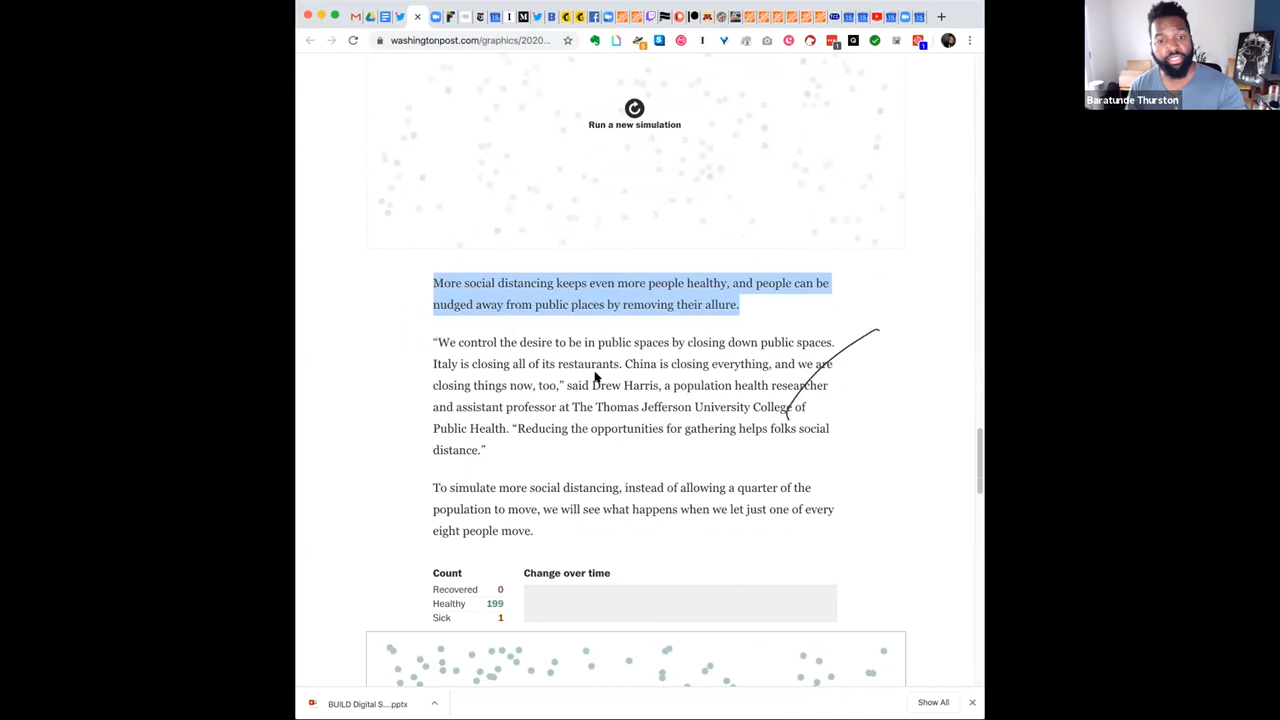 washingtonpost.com/graphics/2020...
Baratunde Thurston
Run a new simulation
More social distancing keeps even more people healthy, and people can be
nudged away from public places by removing their allure.
“We control the desire to be in public spaces by closing down public spaces.
Italy is closing all of its restaurants. China is closing everything, and we are
closing things now, too,” said Drew Harris, a population health researcher
and assistant professor at The Thomas Jefferson University College of
Public Health. “Reducing the opportunities for gathering helps folks social
distance.”
To simulate more social distancing, instead of allowing a quarter of the
population to move, we will see what happens when we let just one of every
eight people move.
Count
Change over time
Recovered 0
Healthy 199
Sick 1
BUILD Digital S....pptx
Show All